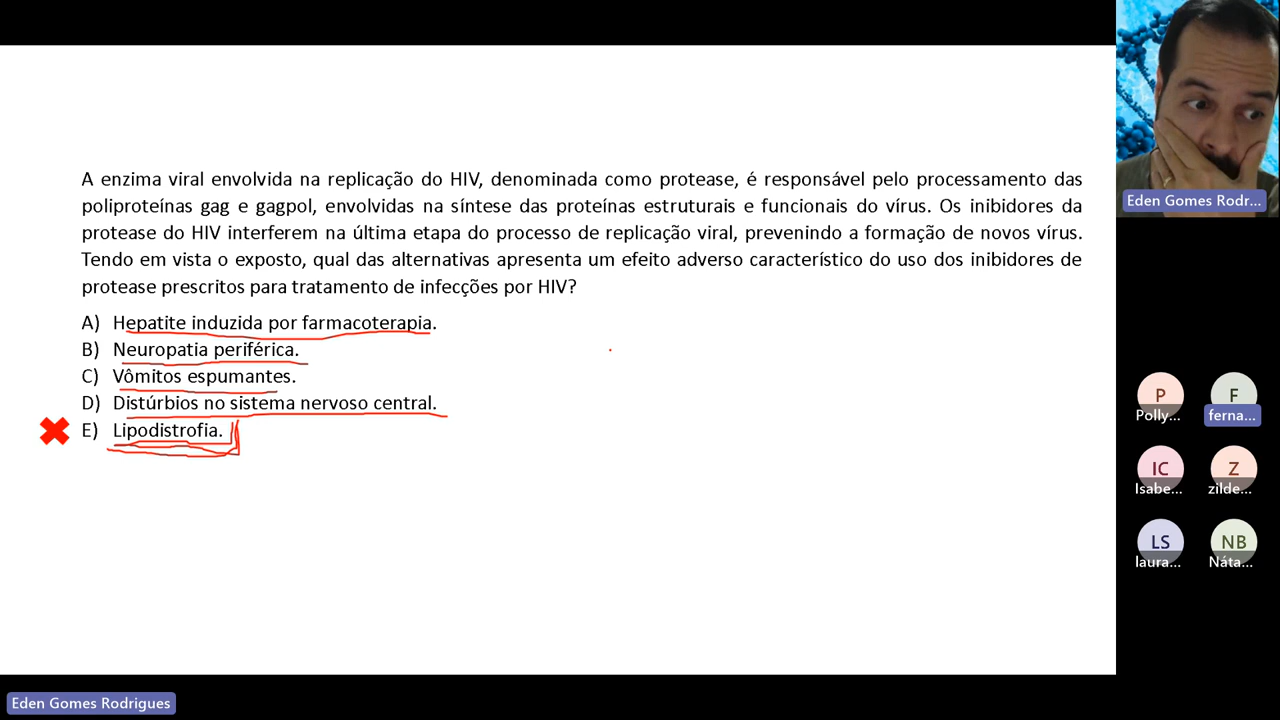 A enzima viral envolvida na replicação do HIV, denominada como protease, é responsável pelo processamento das
poliproteínas gag e gagpol, envolvidas na síntese das proteínas estruturais e funcionais do vírus. Os inibidores da
protease do HIV interferem na última etapa do processo de replicação viral, prevenindo a formação de novos vírus.
Tendo em vista o exposto, qual das alternativas apresenta um efeito adverso característico do uso dos inibidores de
protease prescritos para tratamento de infecções por HIV?
A) Hepatite induzida por farmacoterapia.
B) Neuropatia periférica.
C) Vômitos espumantes.
D) Distúrbios no sistema nervoso central.
E) Lipodistrofia.
Eden Gomes Rodr...
P
Polly...
F
ferna...
IC
Isabe...
Z
zilde...
LS
laura...
NB
Náta...
Eden Gomes Rodrigues